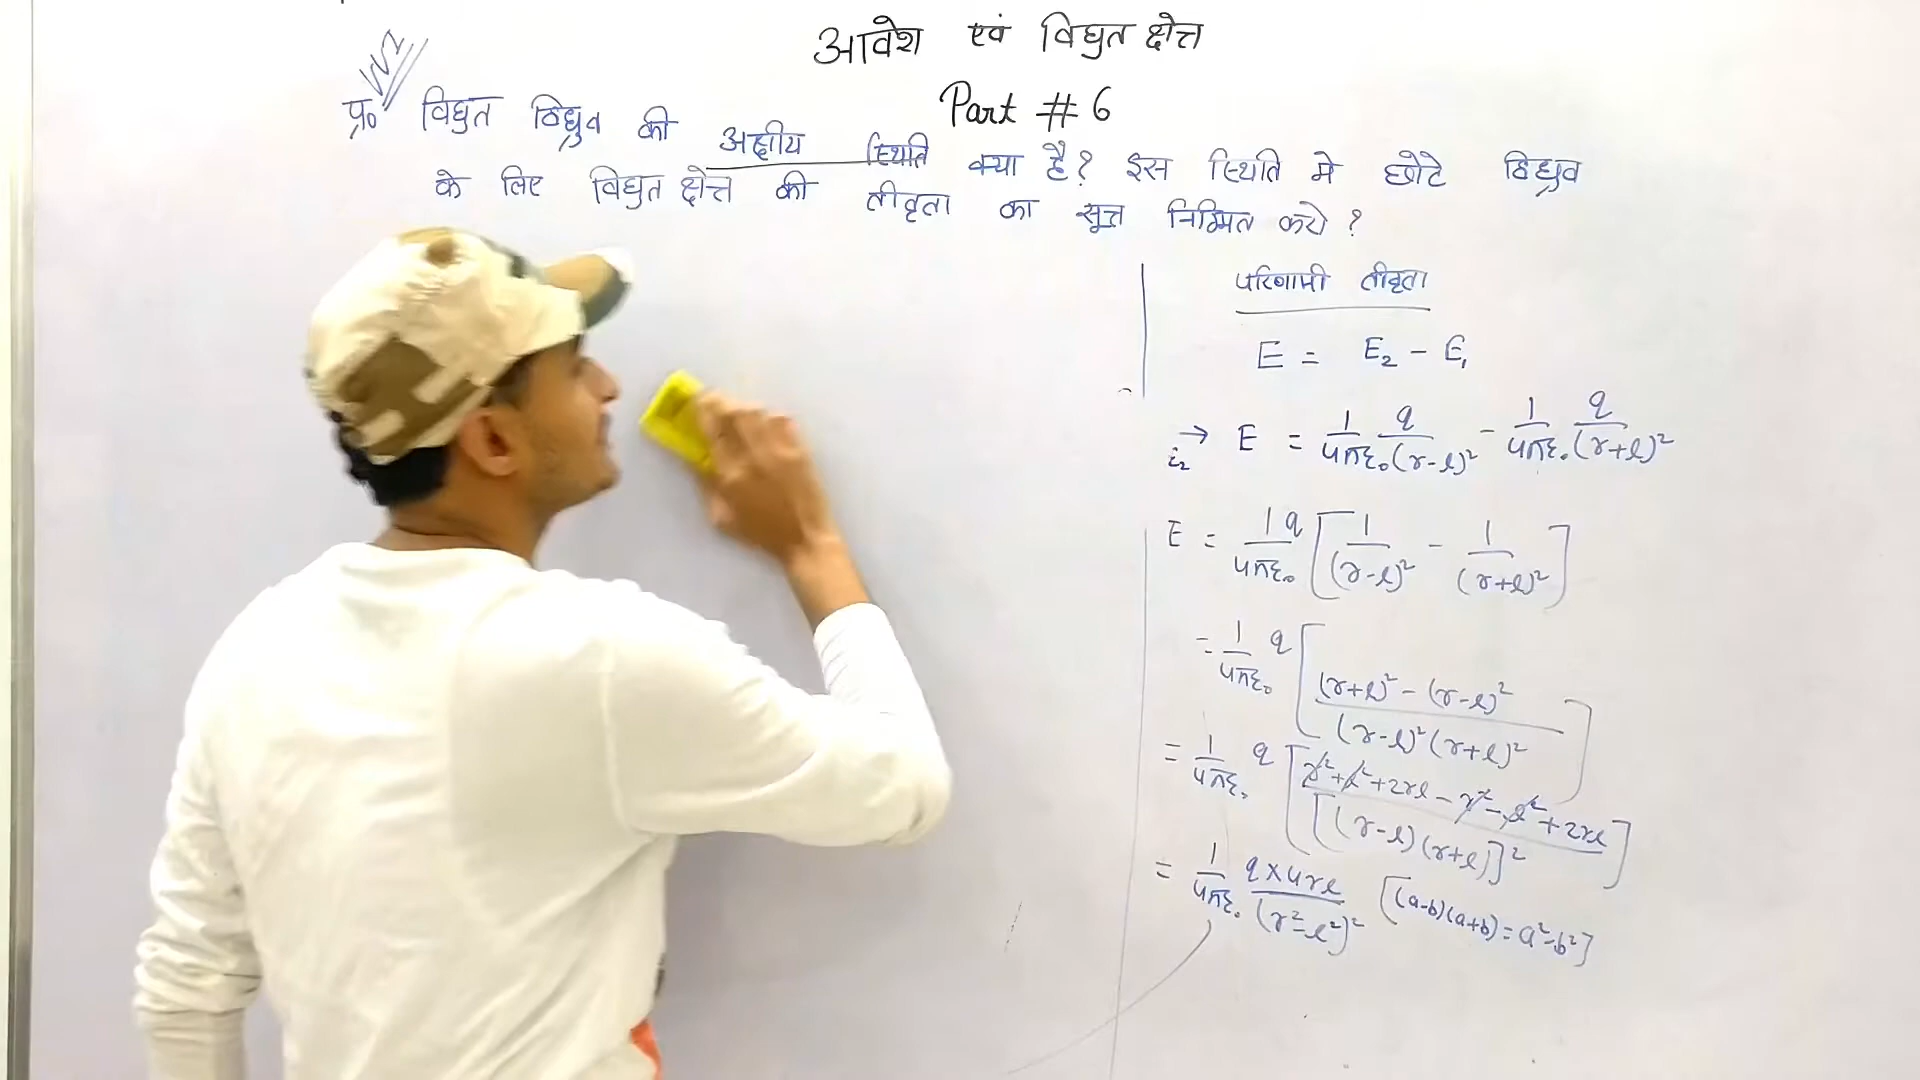 आवेश एवं विधुत क्षेत्र
Part # 6
प्र० विधुत द्विध्रुव की अक्षीय स्थिति क्या है? इस स्थिति मे छोटे द्विध्रुव
के लिए विधुत क्षेत्र की तीव्रता का सूत्र निर्मित करो ?
परिणामी तीव्रता
E = E₂ - E₁
→ E = 1/4πε₀ q/(r-l)² - 1/4πε₀ q/(r+l)²
E = 1q/4πε₀ [1/(r-l)² - 1/(r+l)²]
= 1/4πε₀ q [(r+l)² - (r-l)² / (r-l)²(r+l)²]
= 1/4πε₀ q [r²+l²+2rl - r² - l² + 2rl / [(r-l)(r+l)]²]
= 1/4πε₀ q×4rl/(r²-l²)² [(a-b)(a+b) = a²-b²]